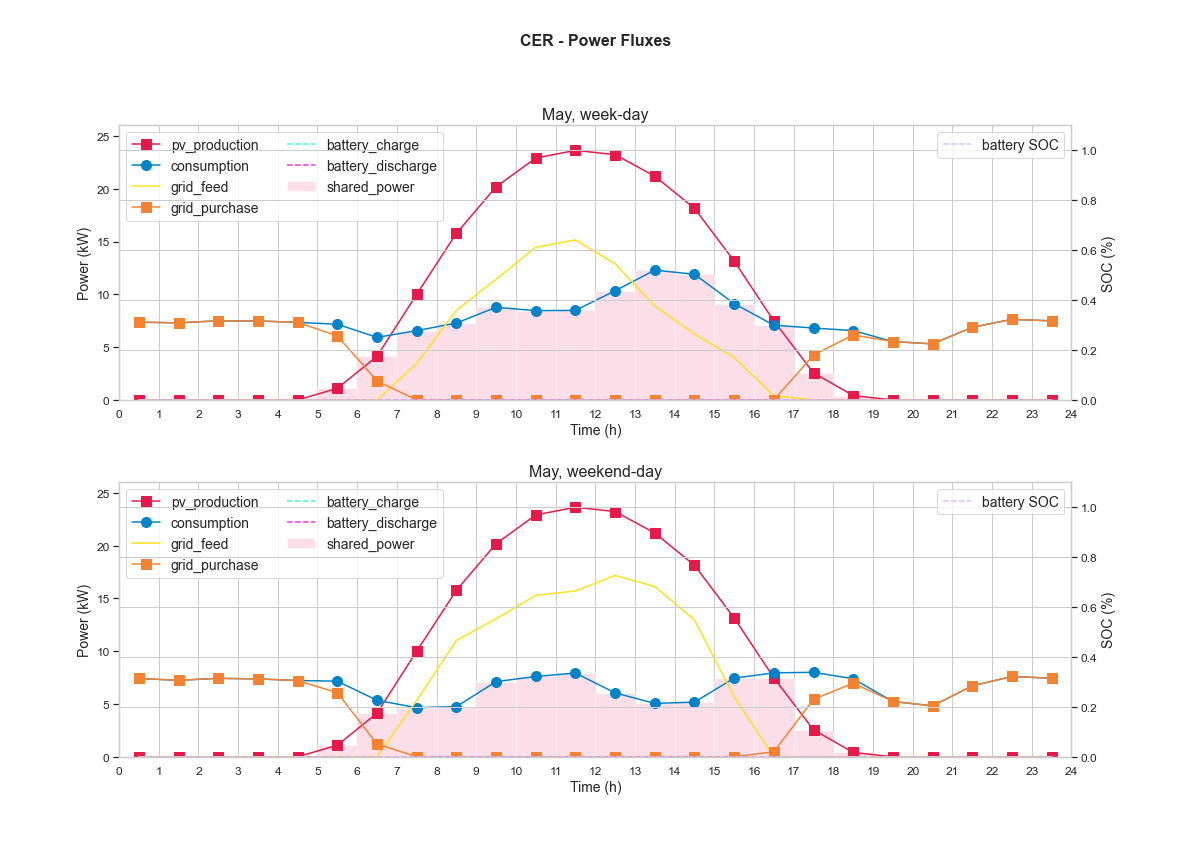 CER - Power Fluxes
May, week-day
pv_production
consumption
grid_feed
grid_purchase
battery_charge
battery_discharge
shared_power
battery SOC
Power (kW)
25
20
15
10
5
0
SOC (%)
1.0
0.8
0.6
0.4
0.2
0.0
0 1 2 3 4 5 6 7 8 9 10 11 12 13 14 15 16 17 18 19 20 21 22 23 24
Time (h)
May, weekend-day
pv_production
consumption
grid_feed
grid_purchase
battery_charge
battery_discharge
shared_power
battery SOC
Power (kW)
25
20
15
10
5
0
SOC (%)
1.0
0.8
0.6
0.4
0.2
0.0
0 1 2 3 4 5 6 7 8 9 10 11 12 13 14 15 16 17 18 19 20 21 22 23 24
Time (h)